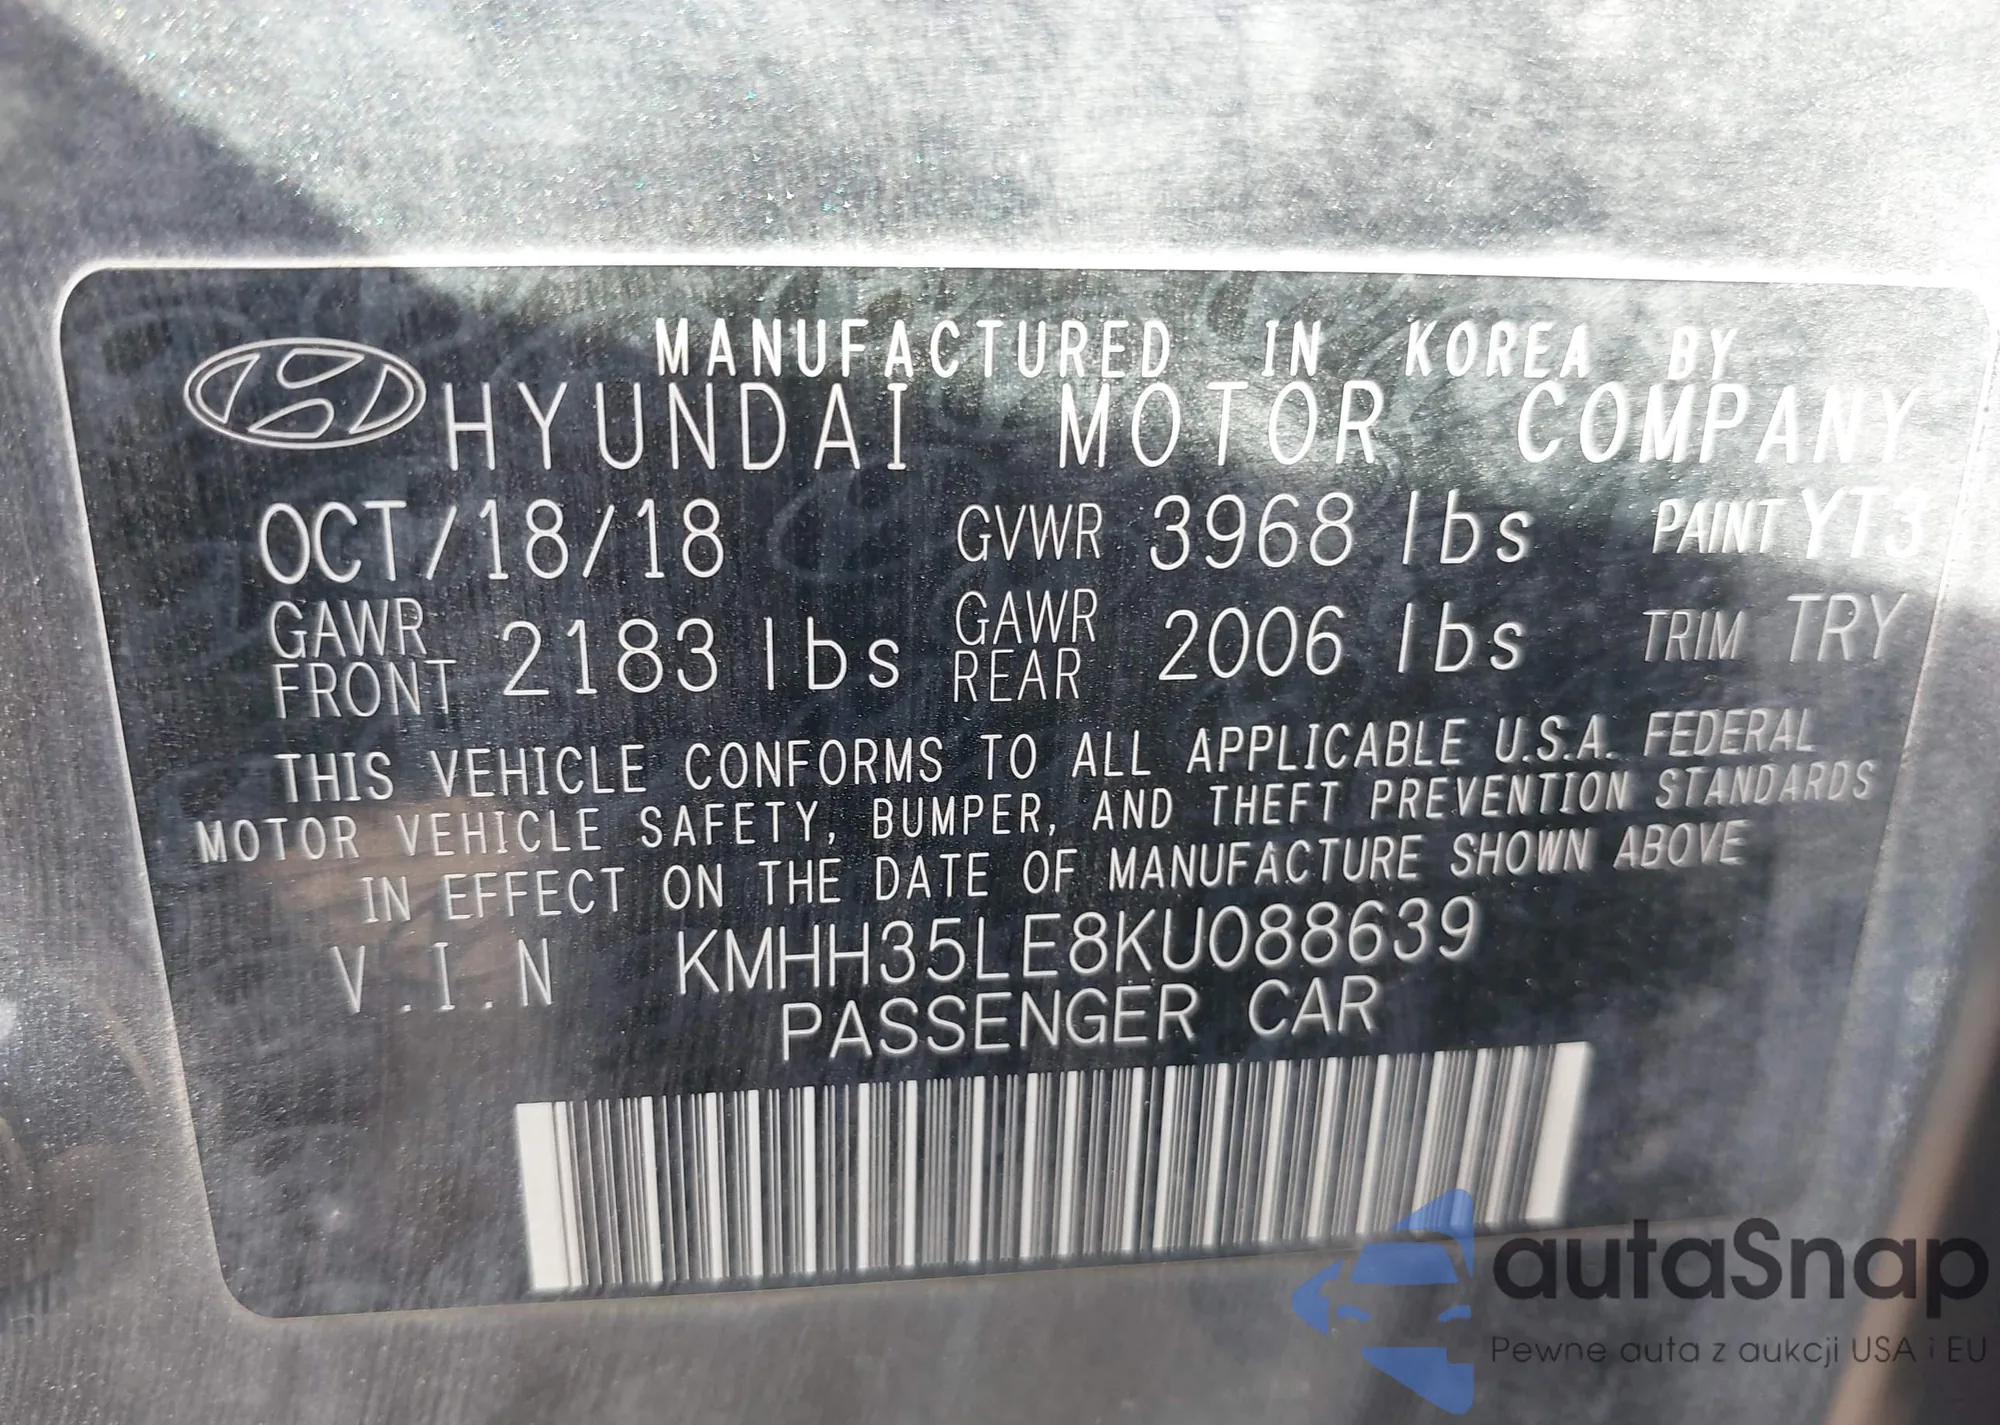 MANUFACTURED IN KOREA BY
HYUNDAI MOTOR COMPANY
OCT/18/18 GVWR 3968 lbs PAINT YT3
GAWR FRONT 2183 lbs GAWR REAR 2006 lbs TRIM TRY
THIS VEHICLE CONFORMS TO ALL APPLICABLE U.S.A. FEDERAL
MOTOR VEHICLE SAFETY, BUMPER, AND THEFT PREVENTION STANDARDS
IN EFFECT ON THE DATE OF MANUFACTURE SHOWN ABOVE
V.I.N KMHH35LE8KU088639
PASSENGER CAR
autaSnap
Pewne auta z aukcji USA i EU